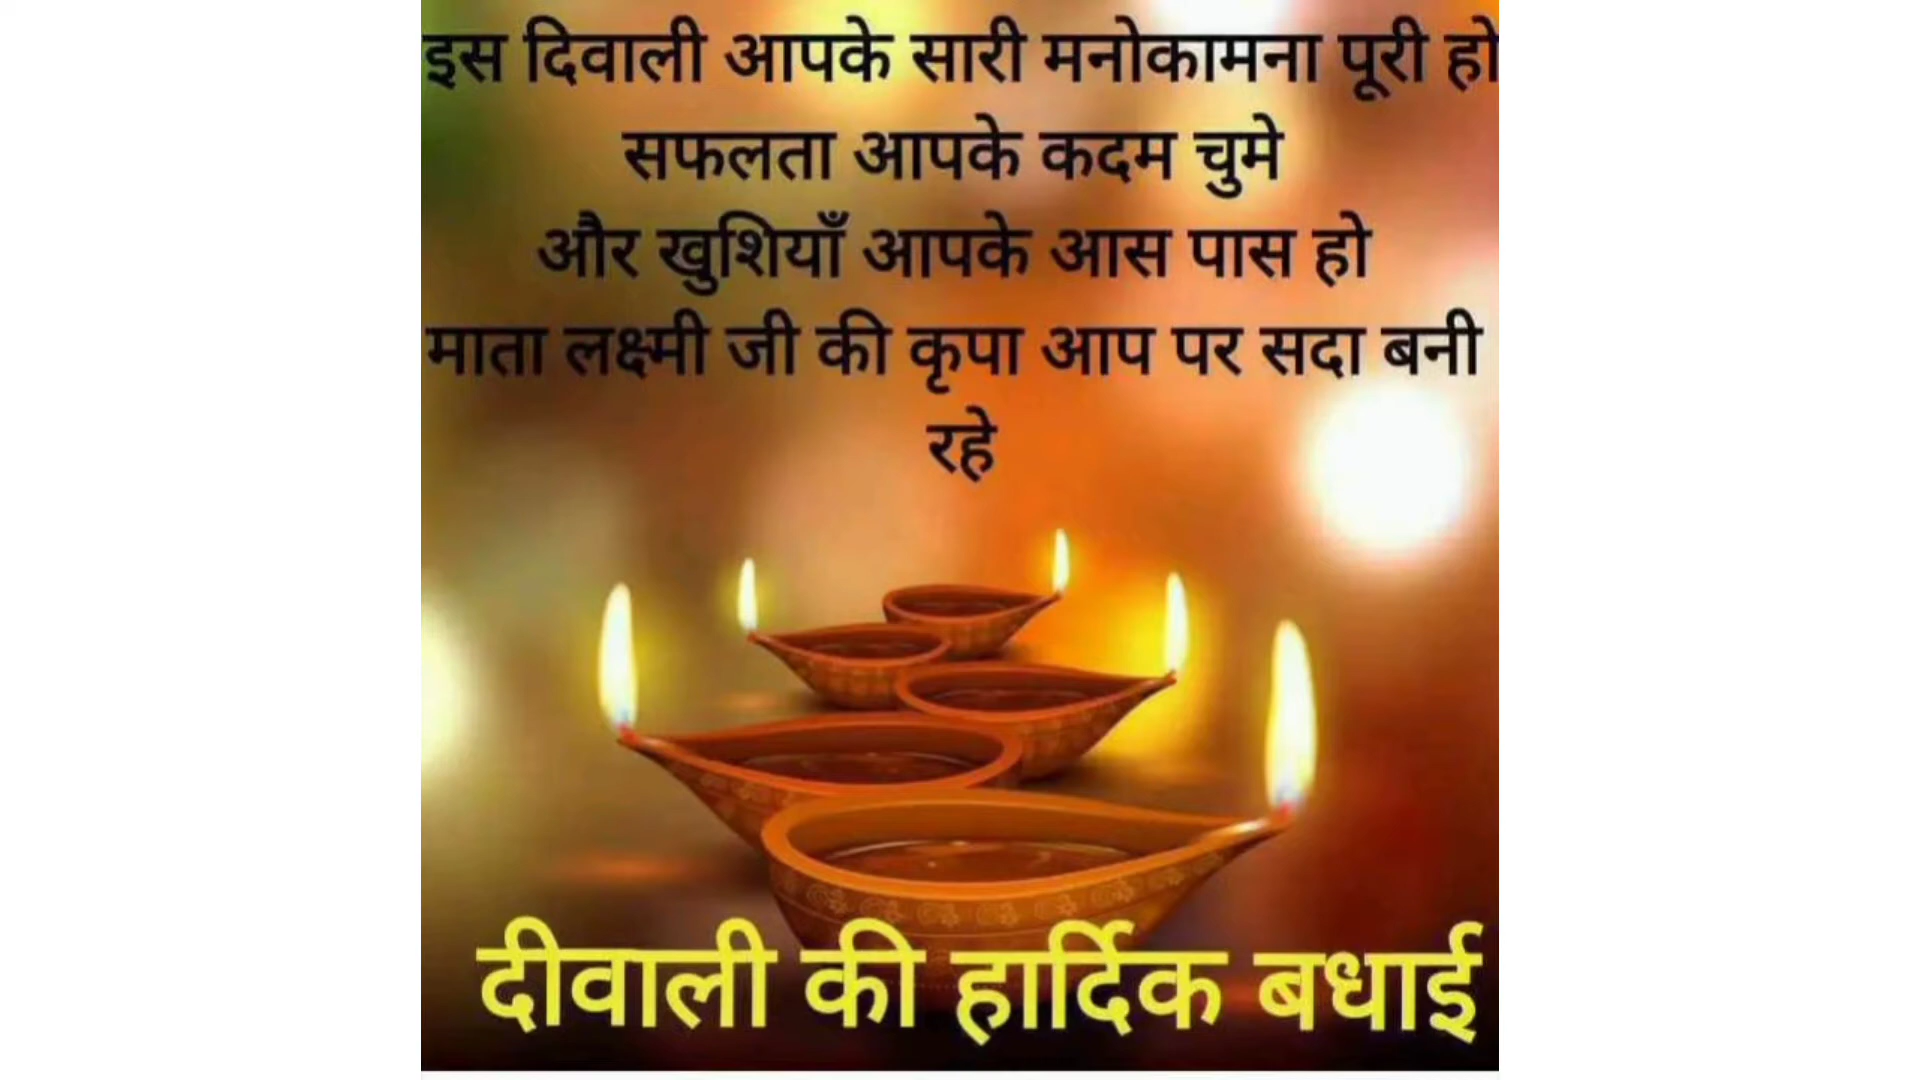 इस दिवाली आपके सारी मनोकामना पूरी हो
सफलता आपके कदम चुमे
और खुशियाँ आपके आस पास हो
माता लक्ष्मी जी की कृपा आप पर सदा बनी
रहे
दीवाली की हार्दिक बधाई